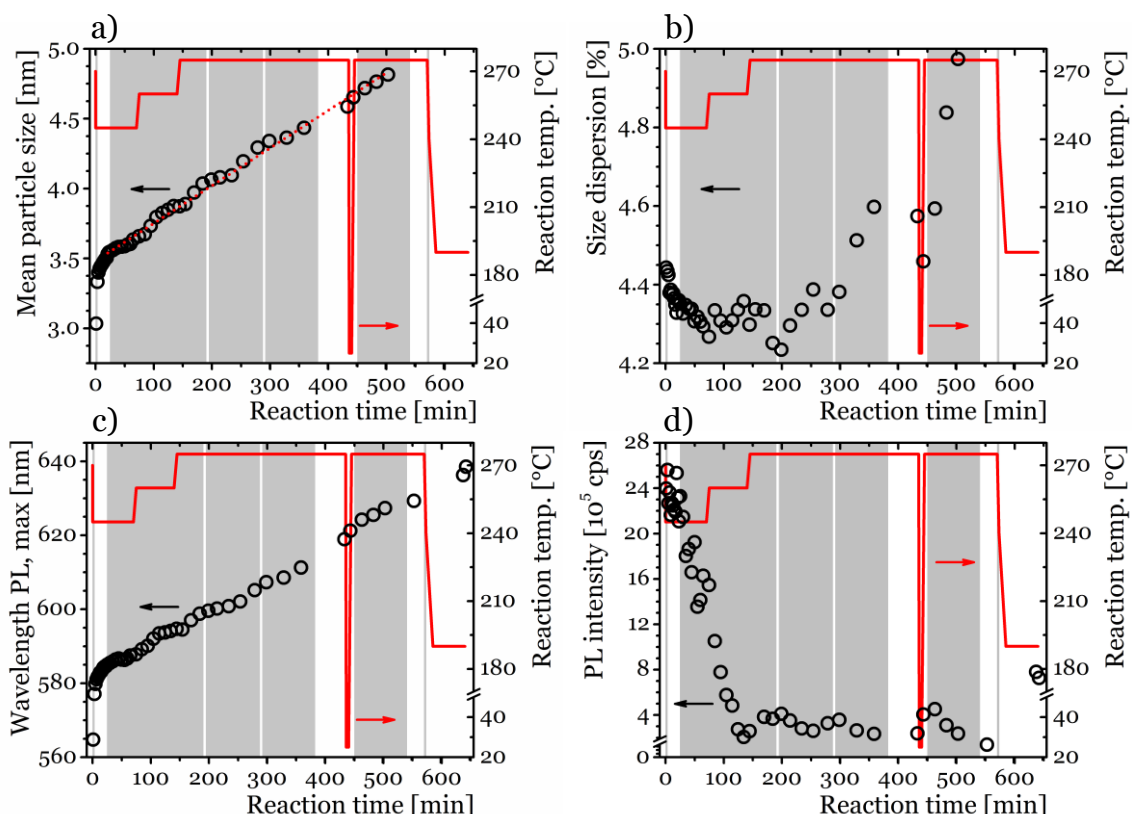 a)
Mean particle size [nm]
5.0
4.5
4.0
3.5
3.0
270
240
210
180
40
20
Reaction temp. [°C]
0 100 200 300 400 500 600
Reaction time [min]
b)
Size dispersion [%]
5.0
4.8
4.6
4.4
4.2
270
240
210
180
40
20
Reaction temp. [°C]
0 100 200 300 400 500 600
Reaction time [min]
c)
Wavelength PL, max [nm]
640
620
600
580
560
270
240
210
180
40
20
Reaction temp. [°C]
0 100 200 300 400 500 600
Reaction time [min]
d)
PL intensity [10⁵ cps]
28
24
20
16
12
8
4
0
270
240
210
180
40
20
Reaction temp. [°C]
0 100 200 300 400 500 600
Reaction time [min]